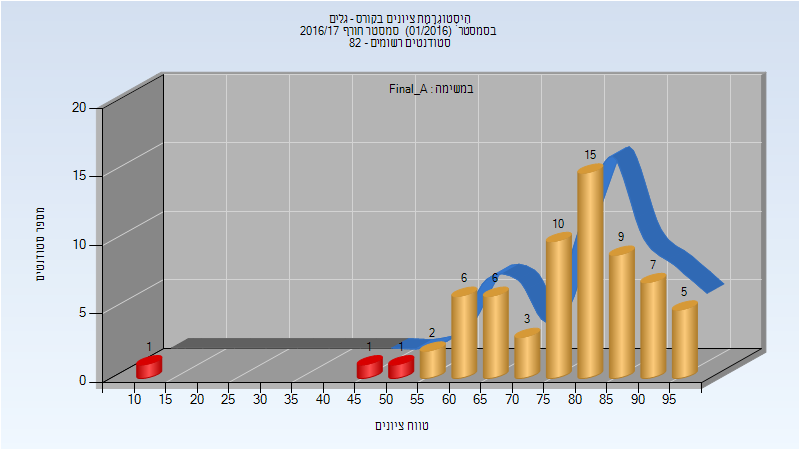 היסטוגרמת ציונים בקורס - גלים
בסמסטר (01/2016) סמסטר חורף 2016/17
סטודנטים רשומים - 82
במשימה : Final_A
מספר סטודנטים
20
15
10
5
0
1
1
1
2
6
6
3
10
15
9
7
5
10 15 20 25 30 35 40 45 50 55 60 65 70 75 80 85 90 95
טווח ציונים